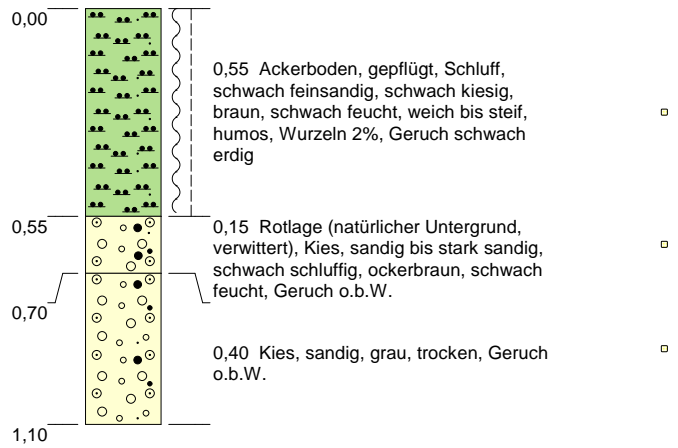 0,00
0,55 Ackerboden, gepflügt, Schluff,
schwach feinsandig, schwach kiesig,
braun, schwach feucht, weich bis steif,
humos, Wurzeln 2%, Geruch schwach
erdig
0,55
0,15 Rotlage (natürlicher Untergrund,
verwittert), Kies, sandig bis stark sandig,
schwach schluffig, ockerbraun, schwach
feucht, Geruch o.b.W.
0,70
0,40 Kies, sandig, grau, trocken, Geruch
o.b.W.
1,10